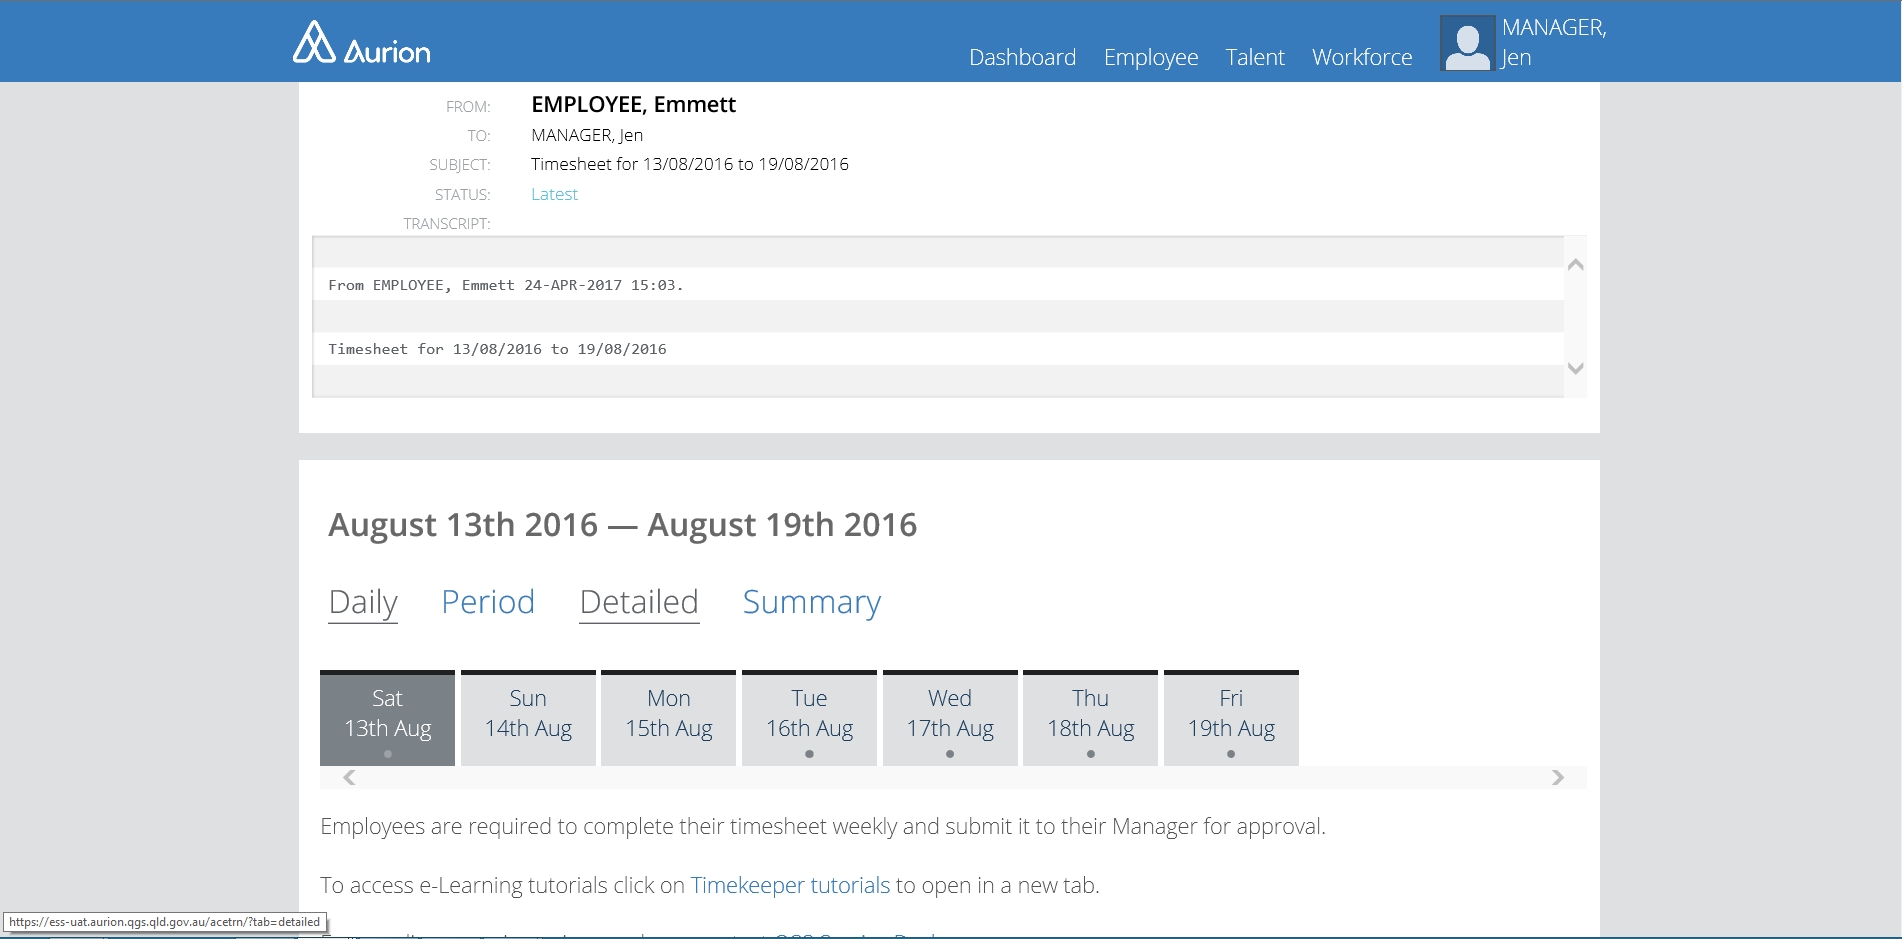 Aurion
Dashboard Employee Talent Workforce
MANAGER,
Jen
FROM: EMPLOYEE, Emmett
TO: MANAGER, Jen
SUBJECT: Timesheet for 13/08/2016 to 19/08/2016
STATUS: Latest
TRANSCRIPT:
From EMPLOYEE, Emmett 24-APR-2017 15:03.
Timesheet for 13/08/2016 to 19/08/2016
August 13th 2016 — August 19th 2016
Daily Period Detailed Summary
Sat Sun Mon Tue Wed Thu Fri
13th Aug 14th Aug 15th Aug 16th Aug 17th Aug 18th Aug 19th Aug
Employees are required to complete their timesheet weekly and submit it to their Manager for approval.
To access e-Learning tutorials click on Timekeeper tutorials to open in a new tab.
https://ess-uat.aurion.qgs.qld.gov.au/acetrn/?tab=detailed